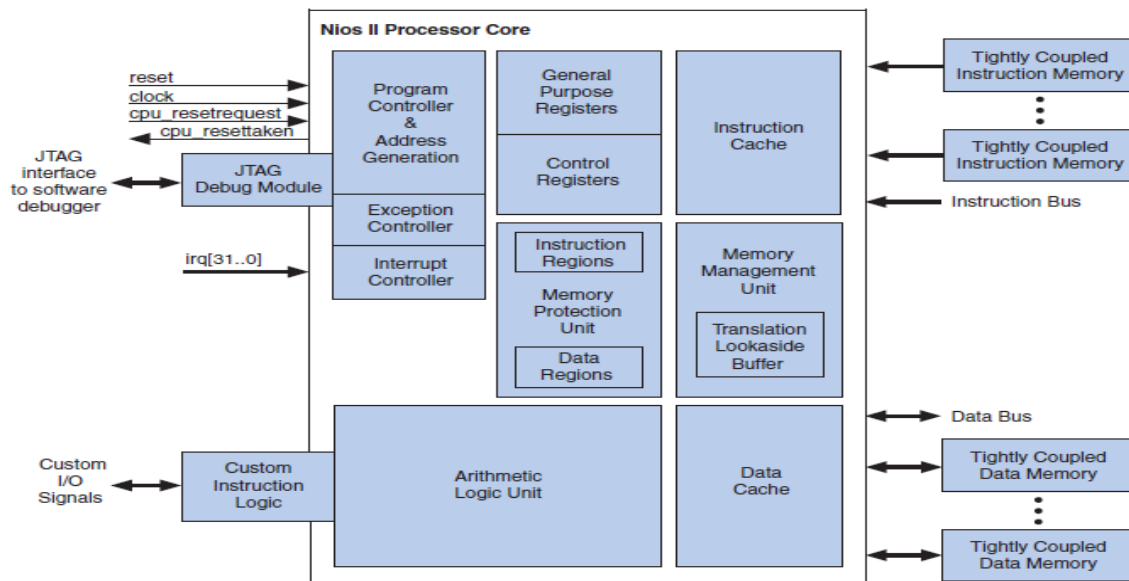 Nios II Processor Core
reset
clock
cpu_resetrequest
cpu_resettaken
JTAG
interface
to software
debugger
JTAG
Debug Module
irq[31..0]
Program
Controller
&
Address
Generation
Exception
Controller
Interrupt
Controller
General
Purpose
Registers
Control
Registers
Instruction
Cache
Instruction
Regions
Memory
Protection
Unit
Data
Regions
Memory
Management
Unit
Translation
Lookaside
Buffer
Tightly Coupled
Instruction Memory
Tightly Coupled
Instruction Memory
Instruction Bus
Custom
I/O
Signals
Custom
Instruction
Logic
Arithmetic
Logic Unit
Data
Cache
Data Bus
Tightly Coupled
Data Memory
Tightly Coupled
Data Memory